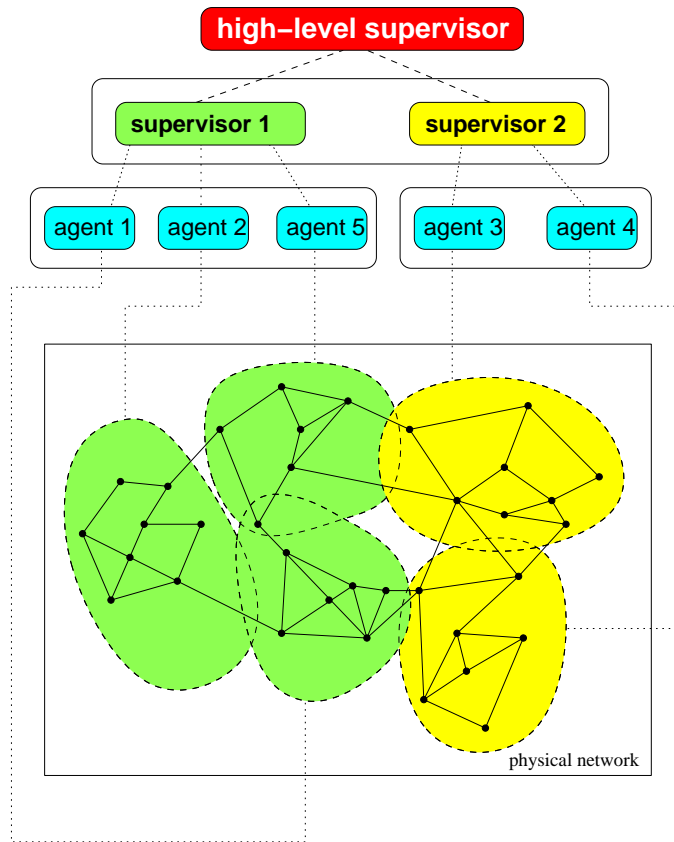 high−level supervisor
supervisor 1
supervisor 2
agent 1
agent 2
agent 5
agent 3
agent 4
physical network